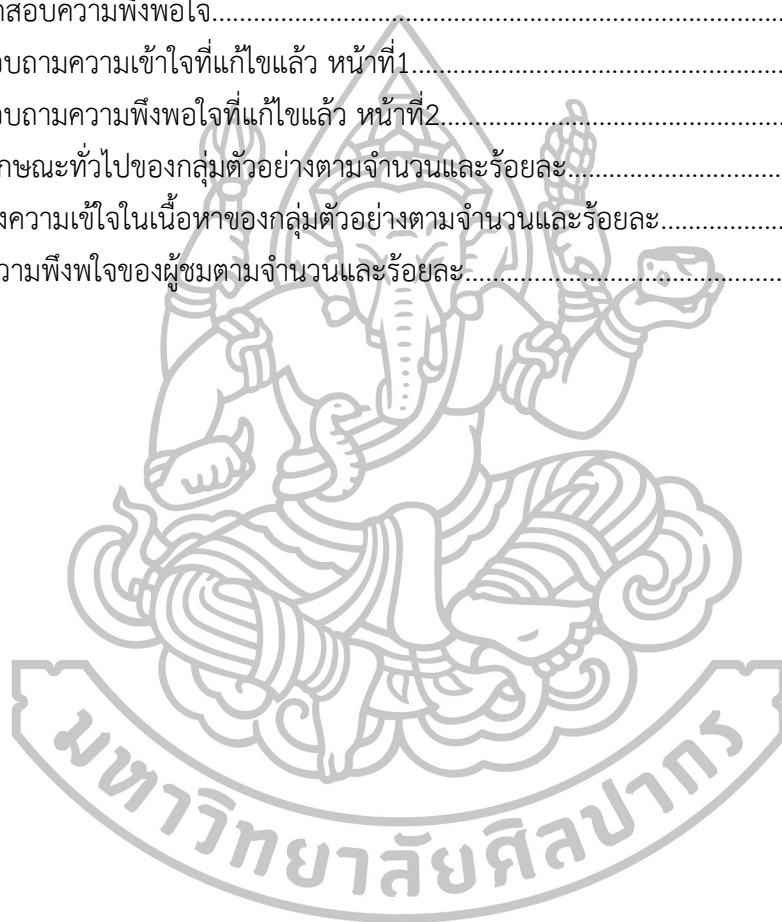 สอบความพึงพอใจ
บถามความเข้าใจที่แก้ไขแล้ว หน้าที่1
บถามความพึงพอใจที่แก้ไขแล้ว หน้าที่2
กษณะทั่วไปของกลุ่มตัวอย่างตามจำนวนและร้อยละ
งความเข้ใจในเนื้อหาของกลุ่มตัวอย่างตามจำนวนและร้อยละ
วามพึงพใจของผู้ชมตามจำนวนและร้อยละ
มหาวิทยาลัยศิลปากร